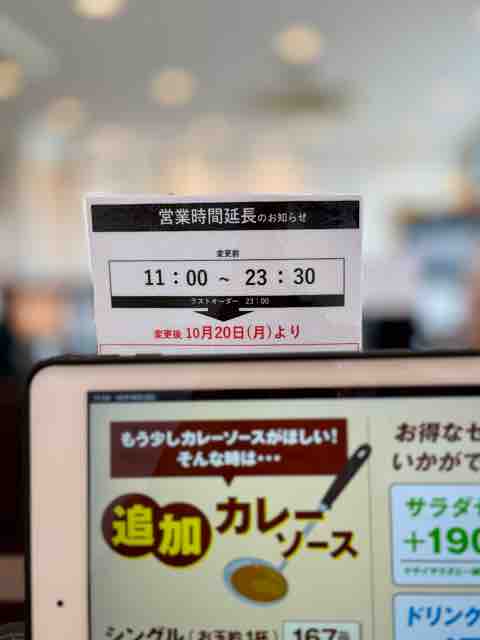 営業時間延長のお知らせ
変更前
11：00 ~ 23：30
ラストオーダー 23：00
変更後 10月20日(月)より
もう少しカレーソースがほしい!
そんな時は…
追加カレーソース
シングル(お玉約1杯) 167
お得なセ
いかがで
サラダセ
+190
ドリンク